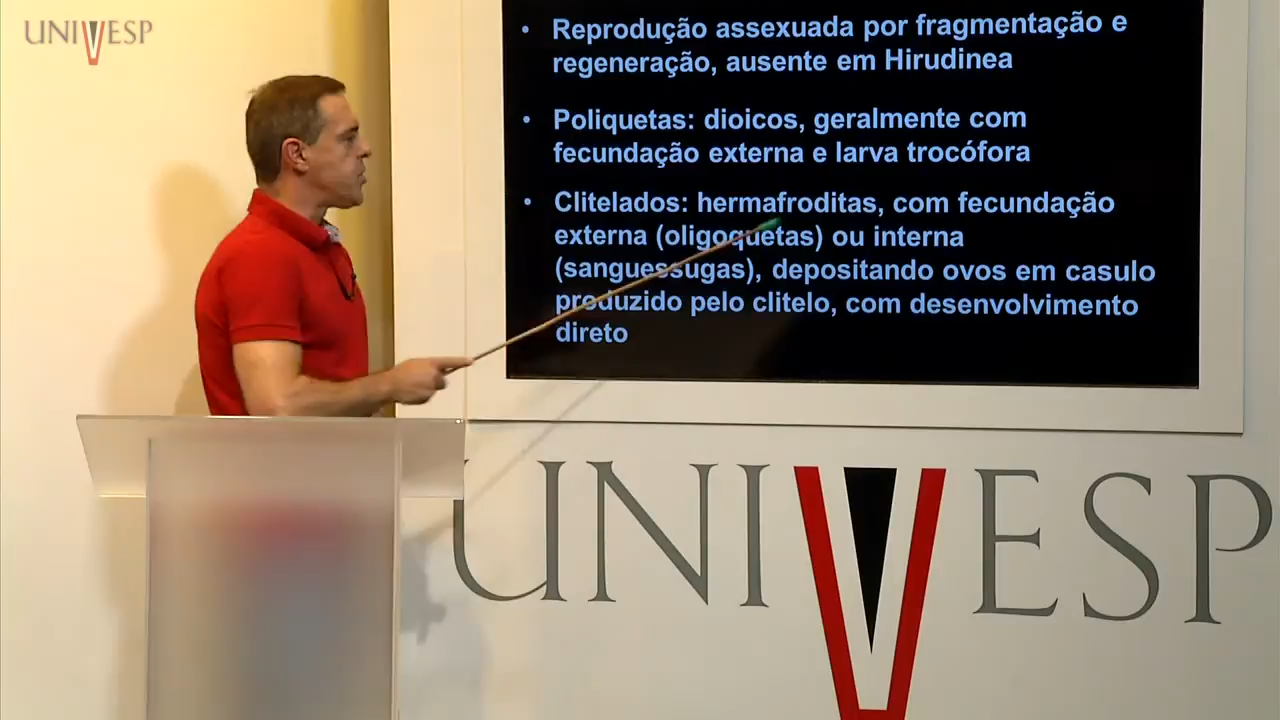 UNIVESP
• Reprodução assexuada por fragmentação e
regeneração, ausente em Hirudinea
• Poliquetas: dioicos, geralmente com
fecundação externa e larva trocófora
• Clitelados: hermafroditas, com fecundação
externa (oligoquetas) ou interna
(sanguessugas), depositando ovos em casulo
produzido pelo clitelo, com desenvolvimento
direto
UNIVESP